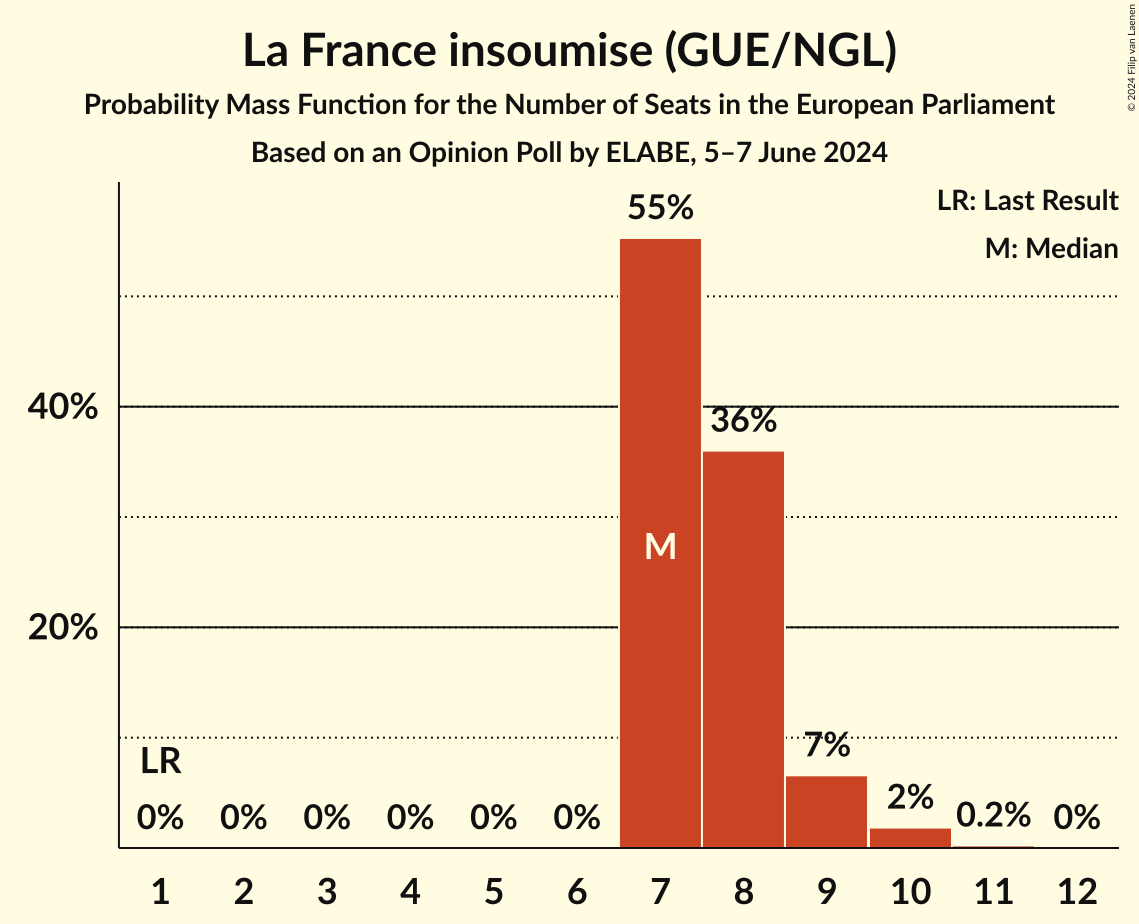 La France insoumise (GUE/NGL)
Probability Mass Function for the Number of Seats in the European Parliament
Based on an Opinion Poll by ELABE, 5–7 June 2024
© 2024 Filip van Laenen
LR: Last Result
M: Median
55%
40%
36%
M
20%
LR
7%
2%
0% 0% 0% 0% 0% 0% 0.2% 0%
1 2 3 4 5 6 7 8 9 10 11 12